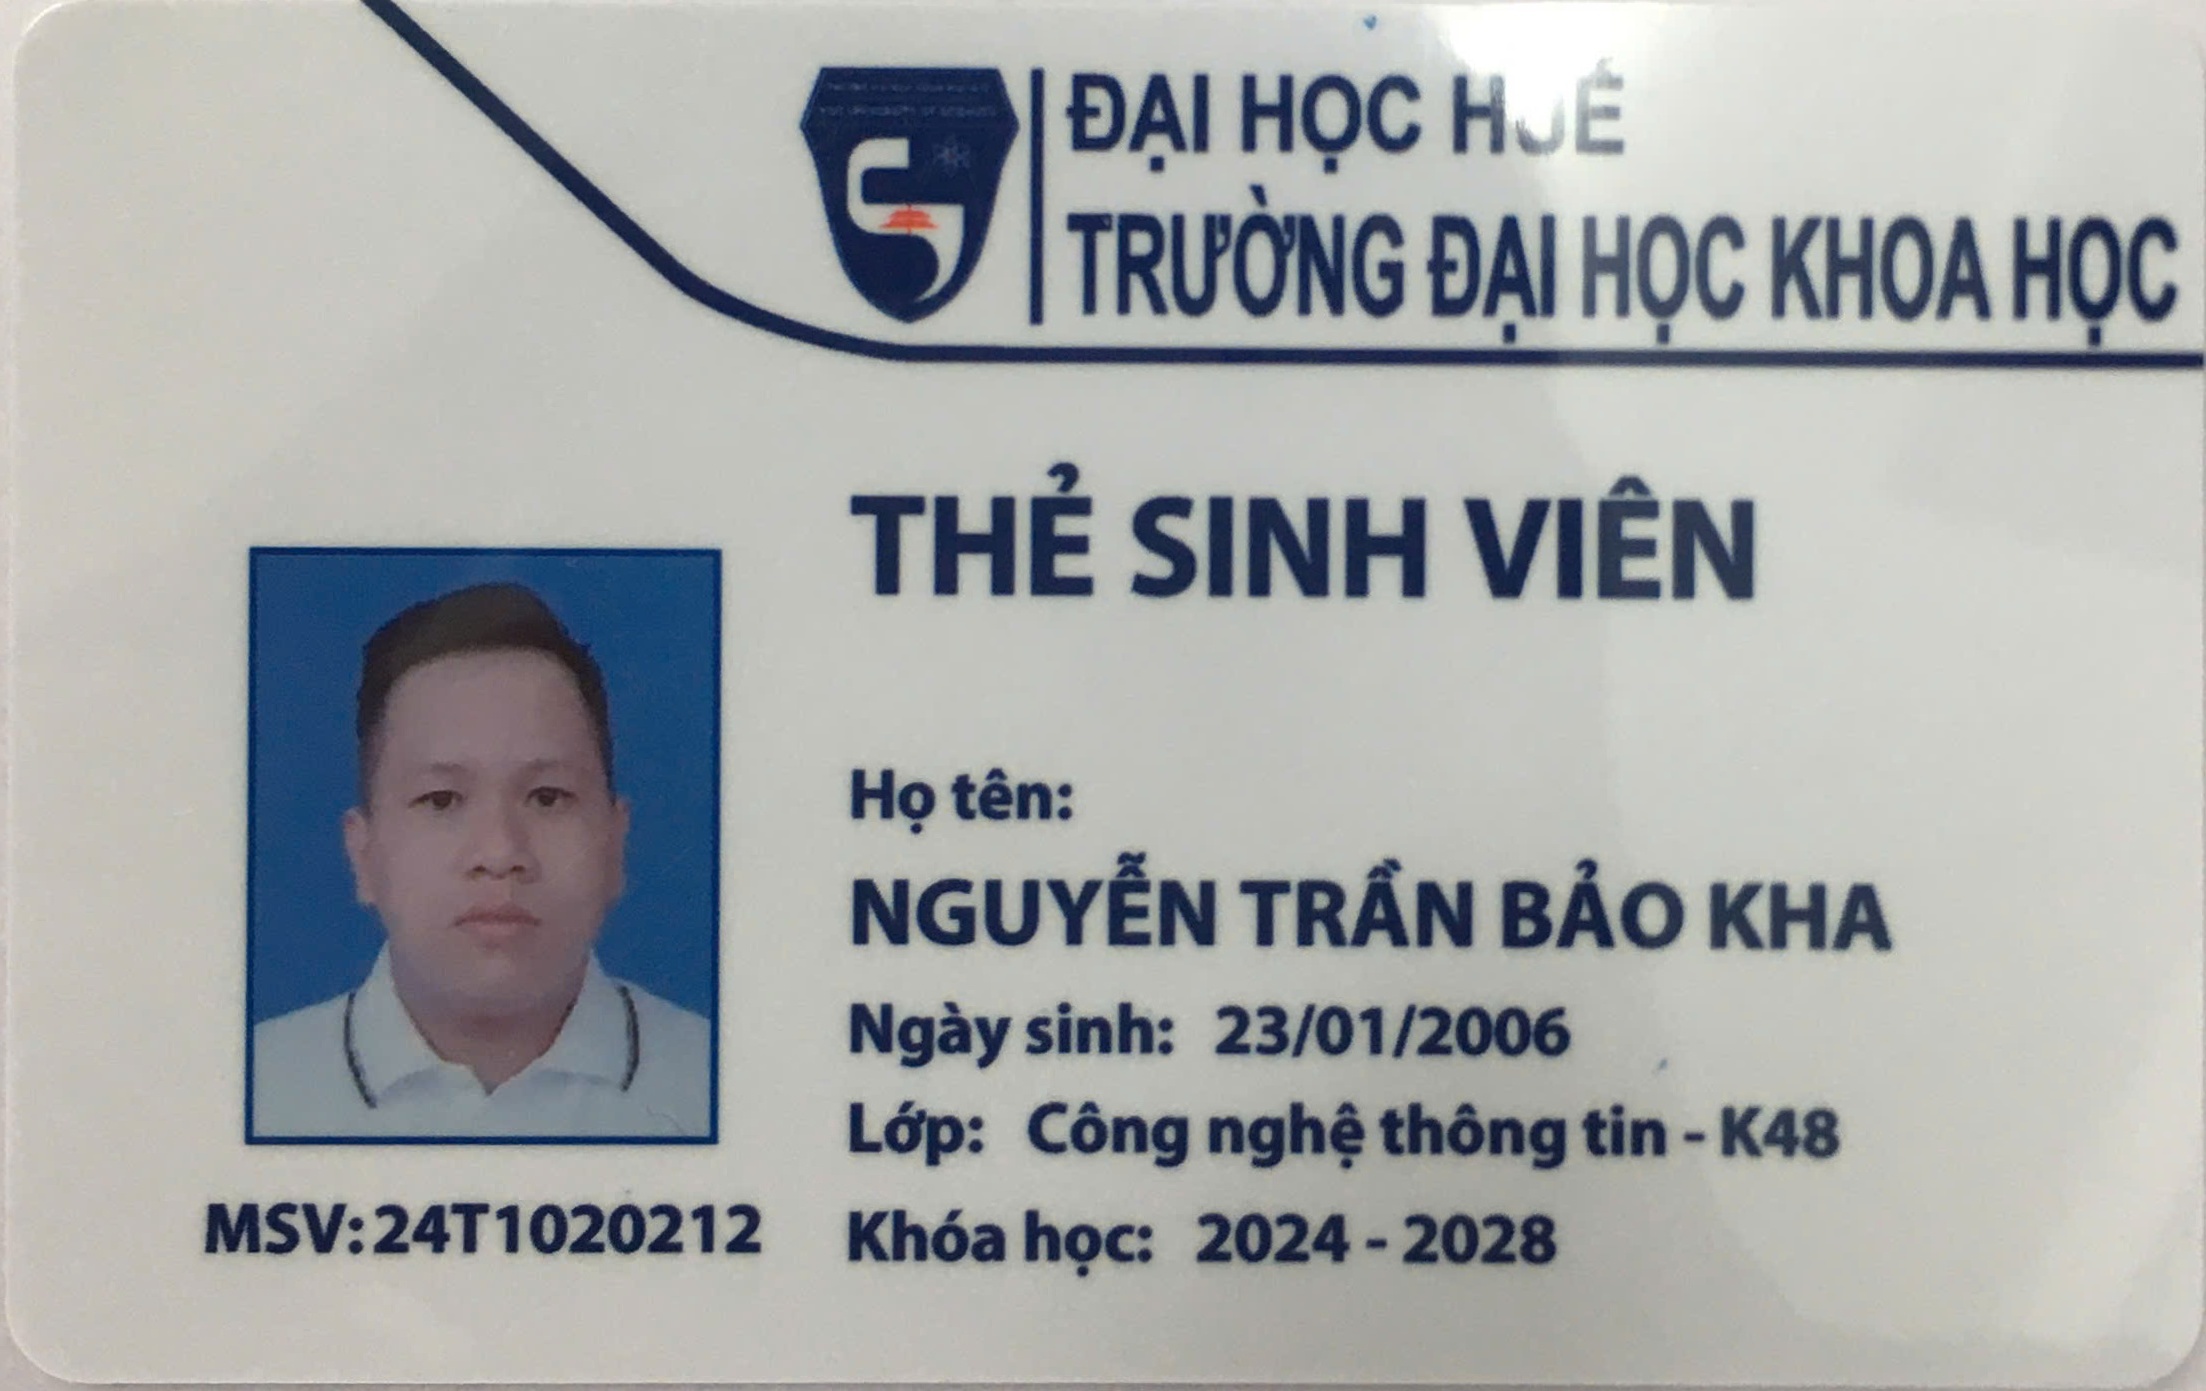 ĐẠI HỌC HUẾ
TRƯỜNG ĐẠI HỌC KHOA HỌC
THẺ SINH VIÊN
Họ tên:
NGUYỄN TRẦN BẢO KHA
Ngày sinh: 23/01/2006
Lớp: Công nghệ thông tin - K48
MSV:24T1020212 Khóa học: 2024 - 2028